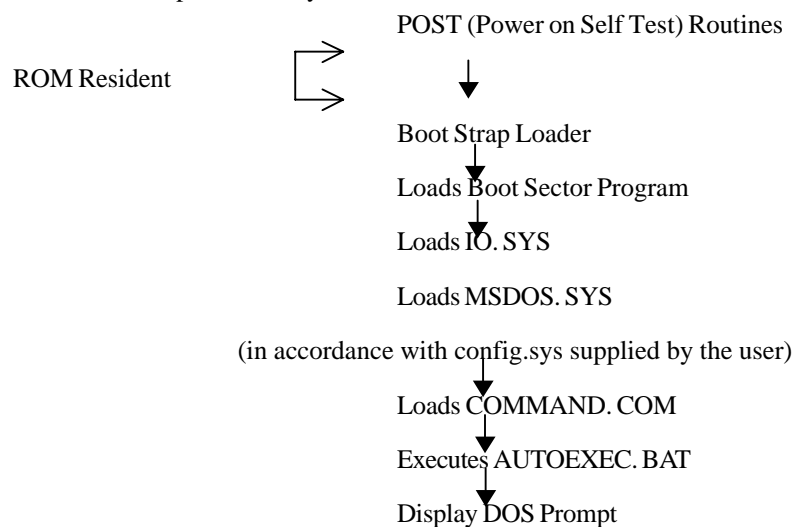 POST (Power on Self Test) Routines
ROM Resident
Boot Strap Loader
Loads Boot Sector Program
Loads IO. SYS
Loads MSDOS. SYS
(in accordance with config.sys supplied by the user)
Loads COMMAND. COM
Executes AUTOEXEC. BAT
Display DOS Prompt